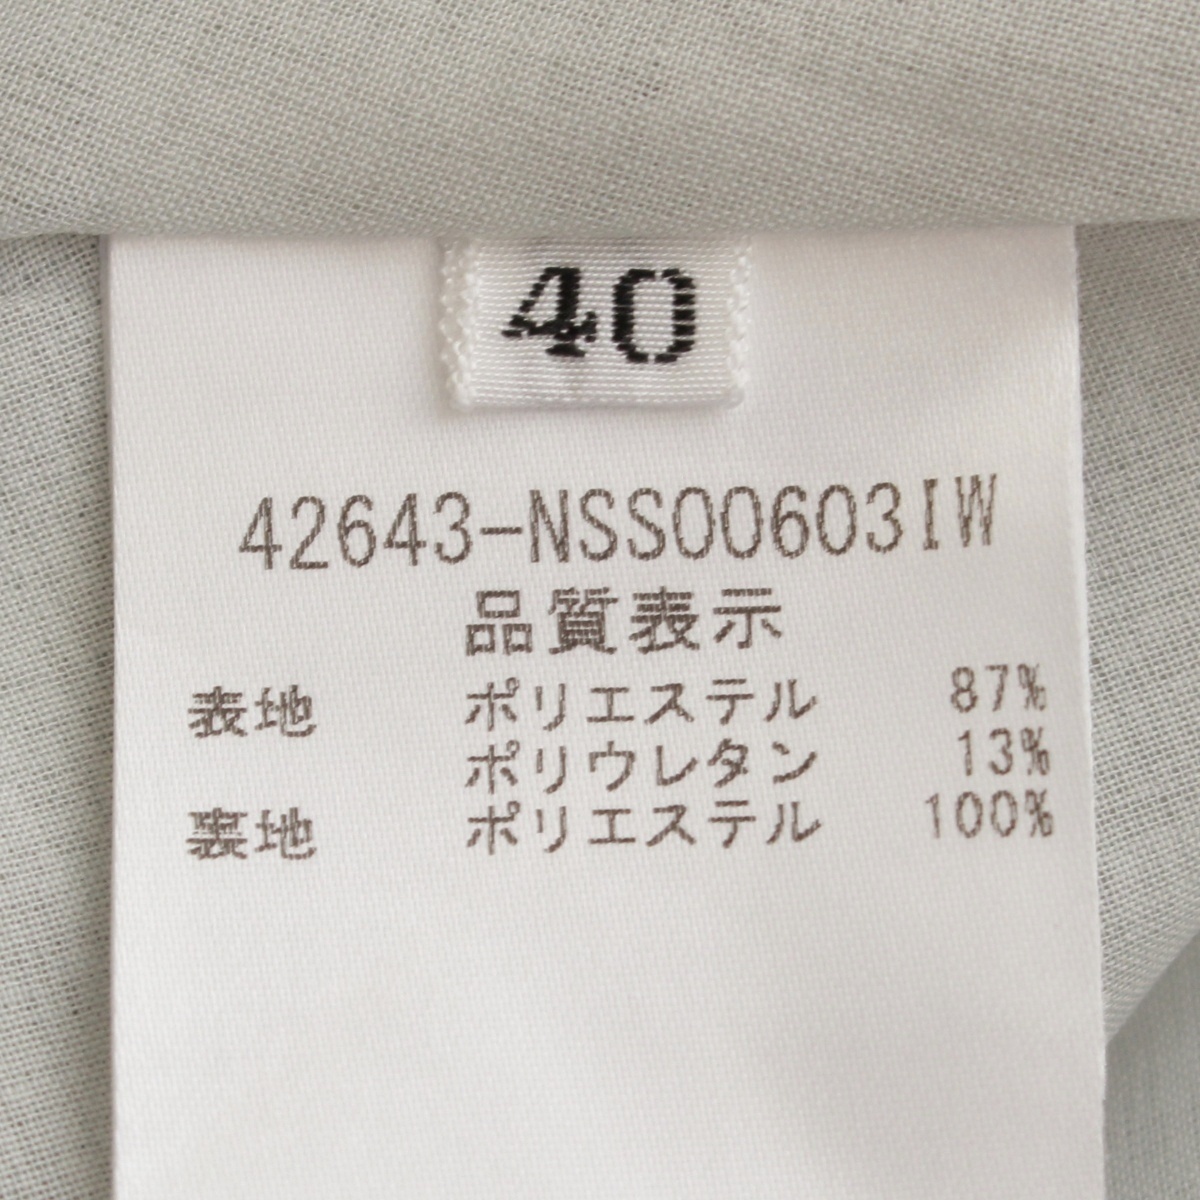 40
42643-NSS00603IW
品質表示
表地 ポリエステル 87%
ポリウレタン 13%
裏地 ポリエステル 100%